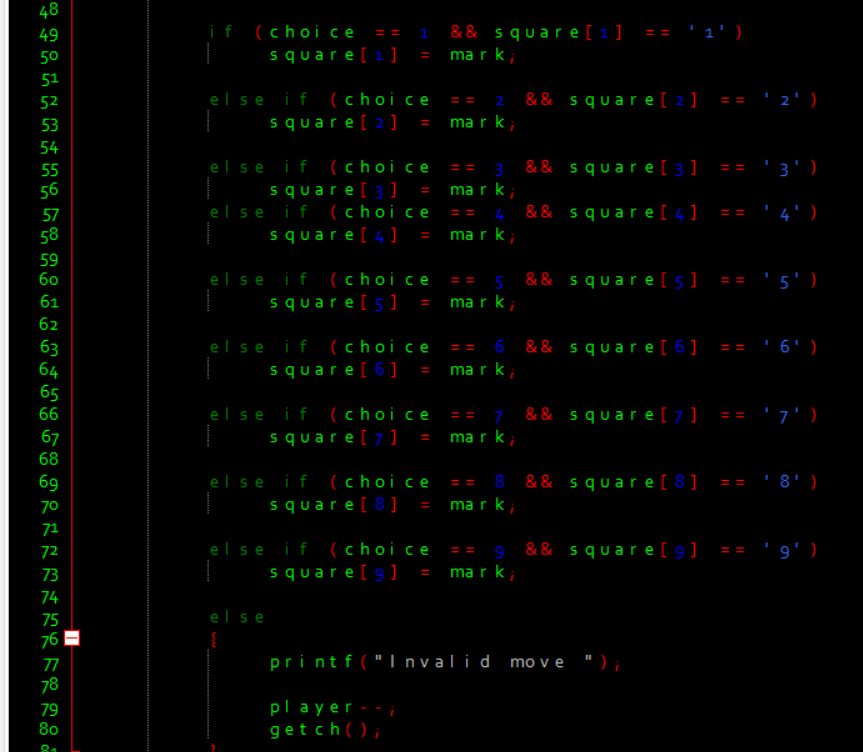 48
49 if (choice == 1 && square[1] == '1')
50 square[1] = mark;
51
52 else if (choice == 2 && square[2] == '2')
53 square[2] = mark;
54
55 else if (choice == 3 && square[3] == '3')
56 square[3] = mark;
57 else if (choice == 4 && square[4] == '4')
58 square[4] = mark;
59
60 else if (choice == 5 && square[5] == '5')
61 square[5] = mark;
62
63 else if (choice == 6 && square[6] == '6')
64 square[6] = mark;
65
66 else if (choice == 7 && square[7] == '7')
67 square[7] = mark;
68
69 else if (choice == 8 && square[8] == '8')
70 square[8] = mark;
71
72 else if (choice == 9 && square[9] == '9')
73 square[9] = mark;
74
75 else
76 {
77 printf("Invalid move ");
78
79 player--;
80 getch();
81 }